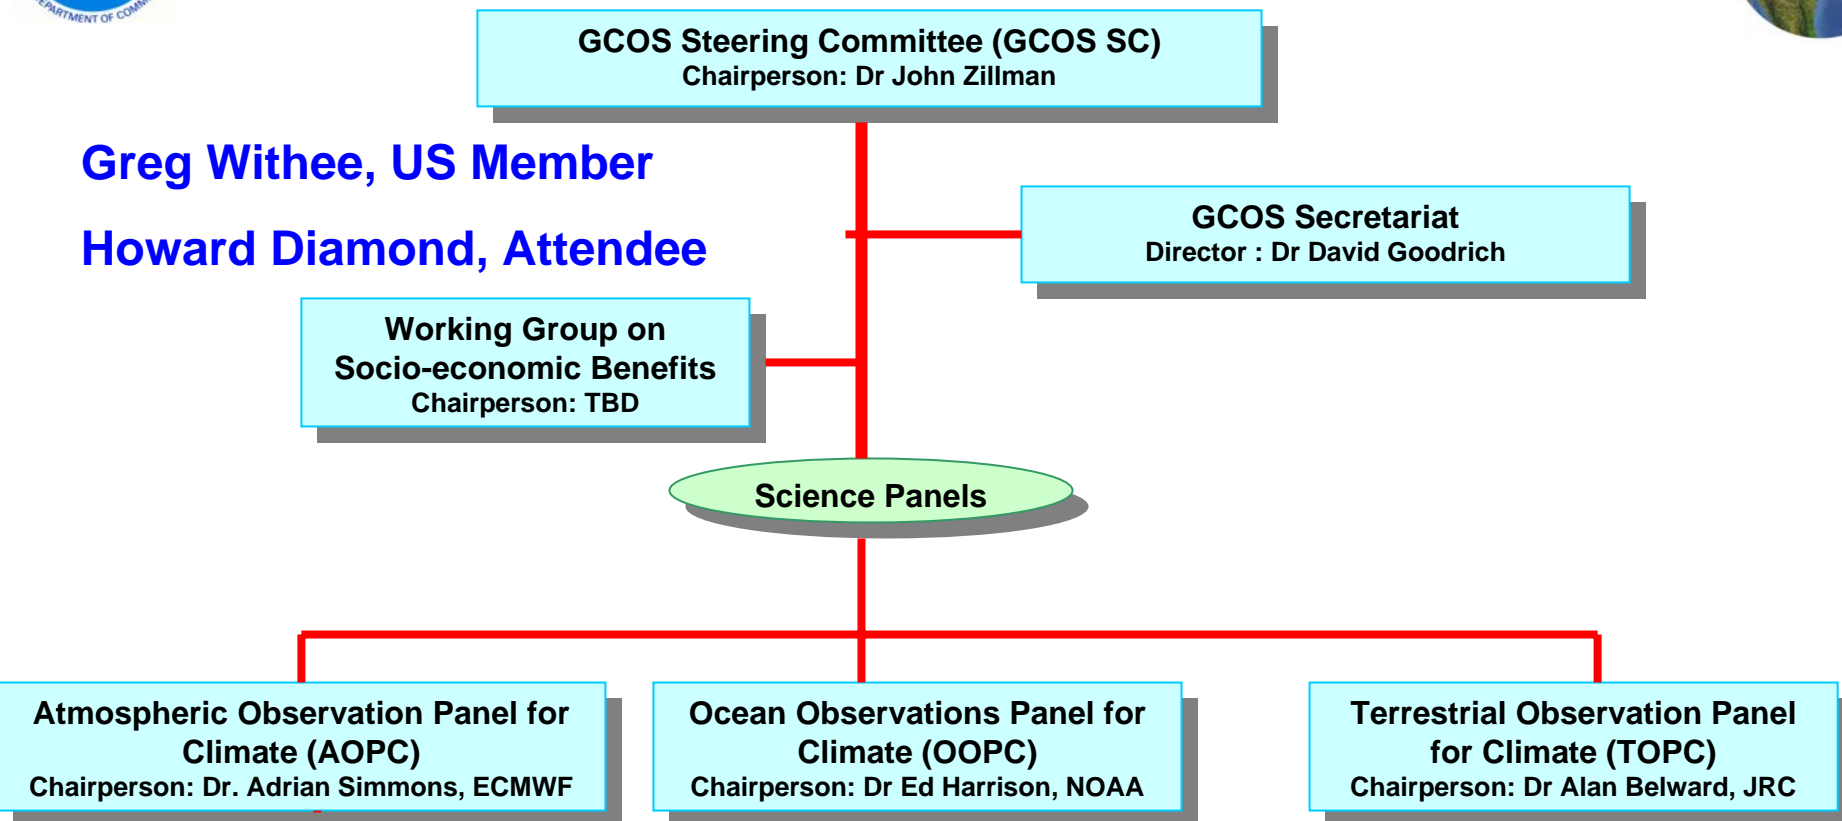 DEPARTMENT OF COMM
GCOS Steering Committee (GCOS SC)
Chairperson: Dr John Zillman
Greg Withee, US Member
Howard Diamond, Attendee
GCOS Secretariat
Director : Dr David Goodrich
Working Group on
Socio-economic Benefits
Chairperson: TBD
Science Panels
Atmospheric Observation Panel for
Climate (AOPC)
Chairperson: Dr. Adrian Simmons, ECMWF
Ocean Observations Panel for
Climate (OOPC)
Chairperson: Dr Ed Harrison, NOAA
Terrestrial Observation Panel
for Climate (TOPC)
Chairperson: Dr Alan Belward, JRC